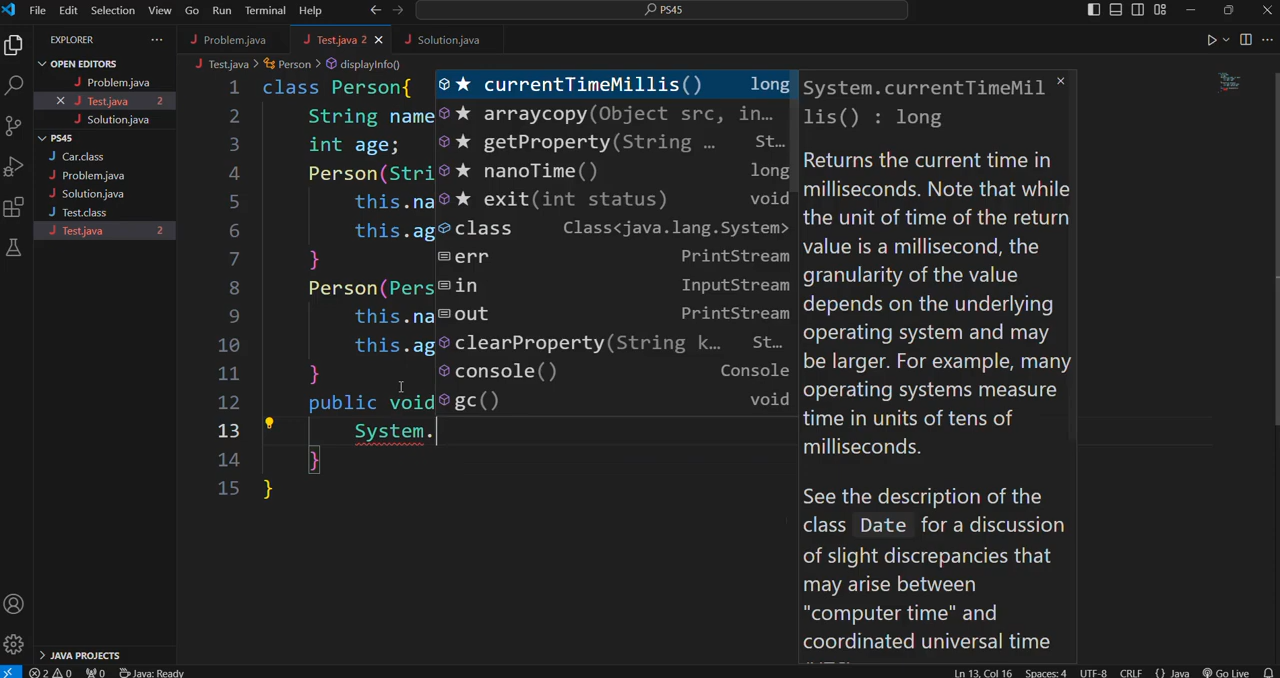 File Edit Selection View Go Run Terminal Help PS45
EXPLORER
OPEN EDITORS
Problem.java
Test.java 2
Solution.java
PS45
Car.class
Problem.java
Solution.java
Test.class
Test.java 2
JAVA PROJECTS
Problem.java Test.java 2 Solution.java
Test.java > Person > displayInfo()
1 class Person{
2 String name
3 int age;
4 Person(Stri
5 this.na
6 this.ag
7 }
8 Person(Pers
9 this.na
10 this.ag
11 }
12 public void
13 System.
14 }
15 }
currentTimeMillis() long
arraycopy(Object src, in…
getProperty(String … St…
nanoTime() long
exit(int status) void
class Class<java.lang.System>
err PrintStream
in InputStream
out PrintStream
clearProperty(String k… St…
console() Console
gc() void
System.currentTimeMil
lis() : long
Returns the current time in
milliseconds. Note that while
the unit of time of the return
value is a millisecond, the
granularity of the value
depends on the underlying
operating system and may
be larger. For example, many
operating systems measure
time in units of tens of
milliseconds.
See the description of the
class Date for a discussion
of slight discrepancies that
may arise between
"computer time" and
coordinated universal time
2 0 0 Java: Ready Ln 13, Col 16 Spaces: 4 UTF-8 CRLF {} Java Go Live